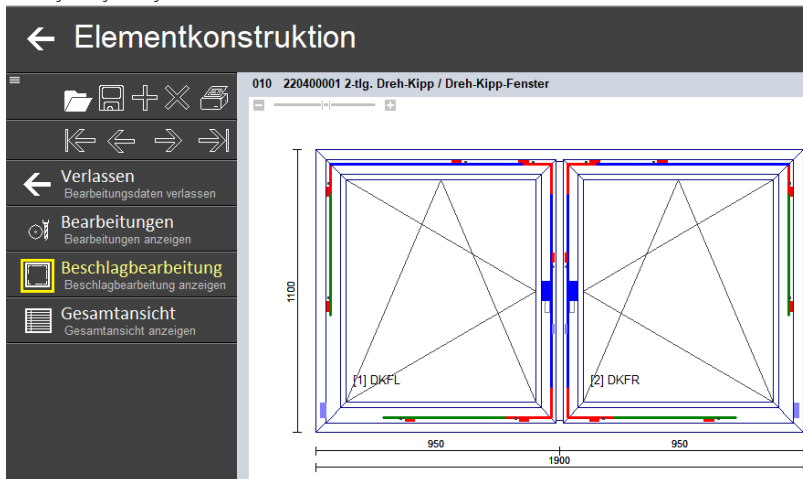 Elementkonstruktion
010 220400001 2-tlg. Dreh-Kipp / Dreh-Kipp-Fenster
Verlassen
Bearbeitungsdaten verlassen
Bearbeitungen
Bearbeitungen anzeigen
Beschlagbearbeitung
Beschlagbearbeitung anzeigen
Gesamtansicht
Gesamtansicht anzeigen
1100
[1] DKFL
[2] DKFR
950
950
1900